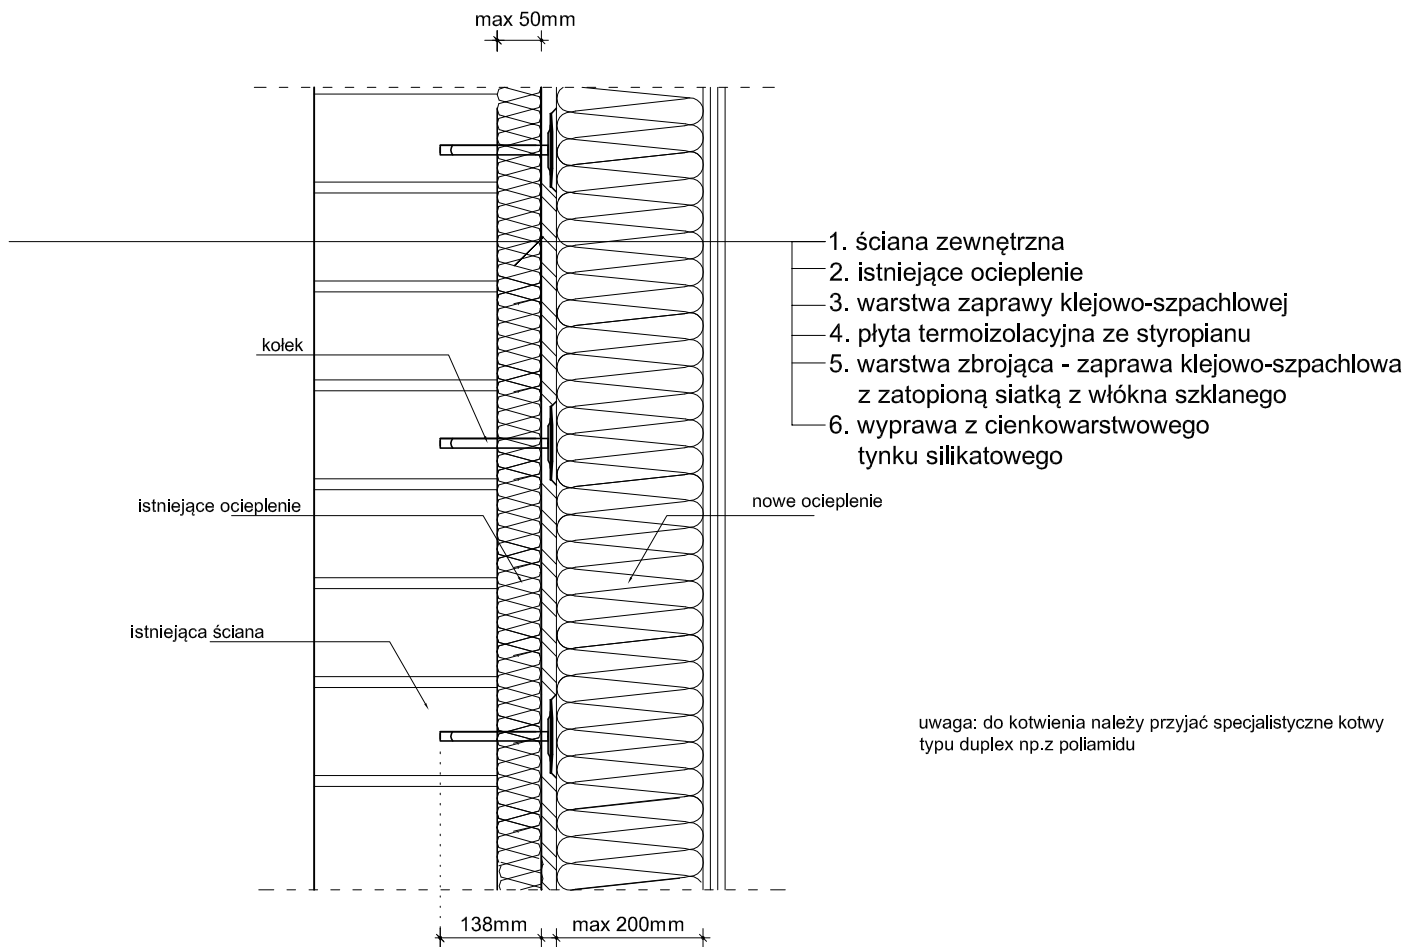 max 50mm
1. ściana zewnętrzna
2. istniejące ocieplenie
3. warstwa zaprawy klejowo-szpachlowej
4. płyta termoizolacyjna ze styropianu
5. warstwa zbrojąca - zaprawa klejowo-szpachlowa
z zatopioną siatką z włókna szklanego
6. wyprawa z cienkowarstwowego
tynku silikatowego
kołek
istniejące ocieplenie
nowe ocieplenie
istniejąca ściana
uwaga: do kotwienia należy przyjać specjalistyczne kotwy
typu duplex np.z poliamidu
138mm
max 200mm